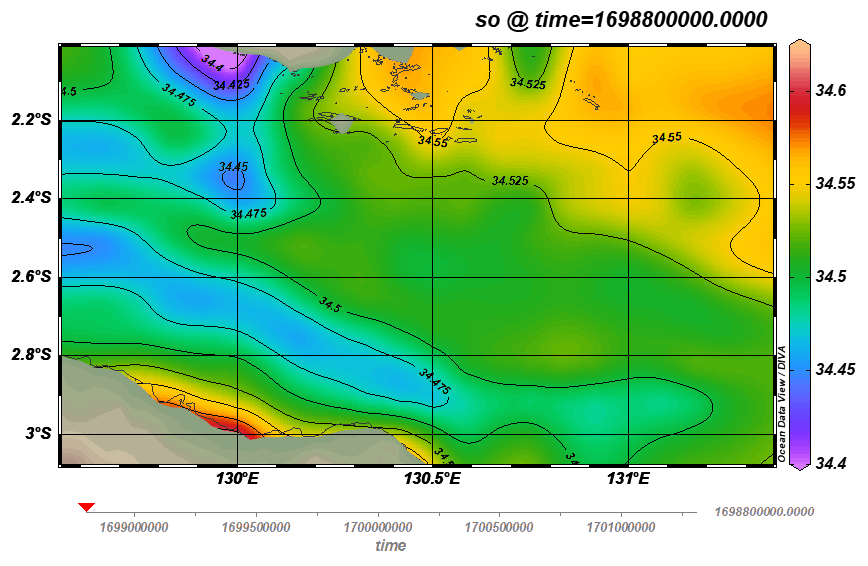 so @ time=1698800000.0000
34.4
34.425
34.475
4.5
34.525
34.55
34.55
34.45
34.525
34.475
34.5
34.475
34.5
34.
2.2°S
2.4°S
2.6°S
2.8°S
3°S
130°E
130.5°E
131°E
Ocean Data View / DIVA
34.6
34.55
34.5
34.45
34.4
1698800000.0000
1699000000
1699500000
1700000000
1700500000
1701000000
time